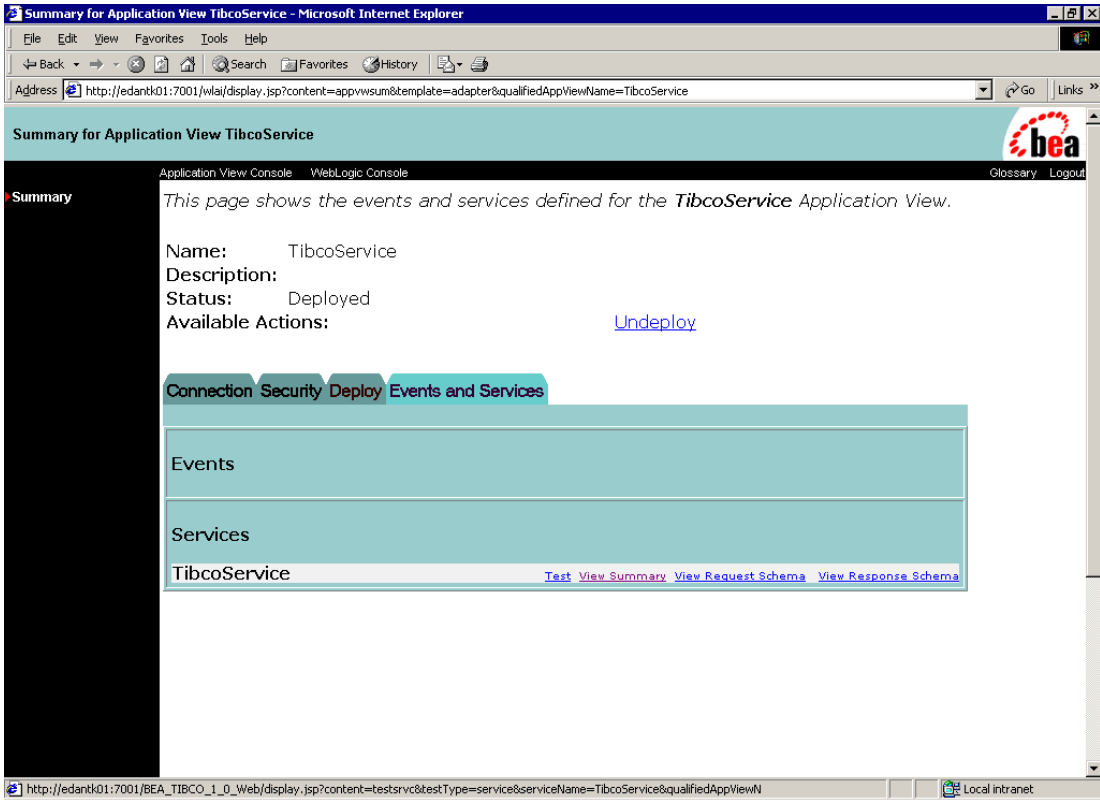 Summary for Application View TibcoService - Microsoft Internet Explorer
File Edit View Favorites Tools Help
Back Search Favorites History
Address http://edantk01:7001/wlai/display.jsp?content=appvwsum&template=adapter&qualifiedAppViewName=TibcoService Go Links »
Summary for Application View TibcoService
bea
Application View Console WebLogic Console Glossary Logout
Summary
This page shows the events and services defined for the TibcoService Application View.
Name: TibcoService
Description:
Status: Deployed
Available Actions: Undeploy
Connection Security Deploy Events and Services
Events
Services
TibcoService Test View Summary View Request Schema View Response Schema
http://edantk01:7001/BEA_TIBCO_1_0_Web/display.jsp?content=testsrvc&testType=service&serviceName=TibcoService&qualifiedAppViewN Local intranet